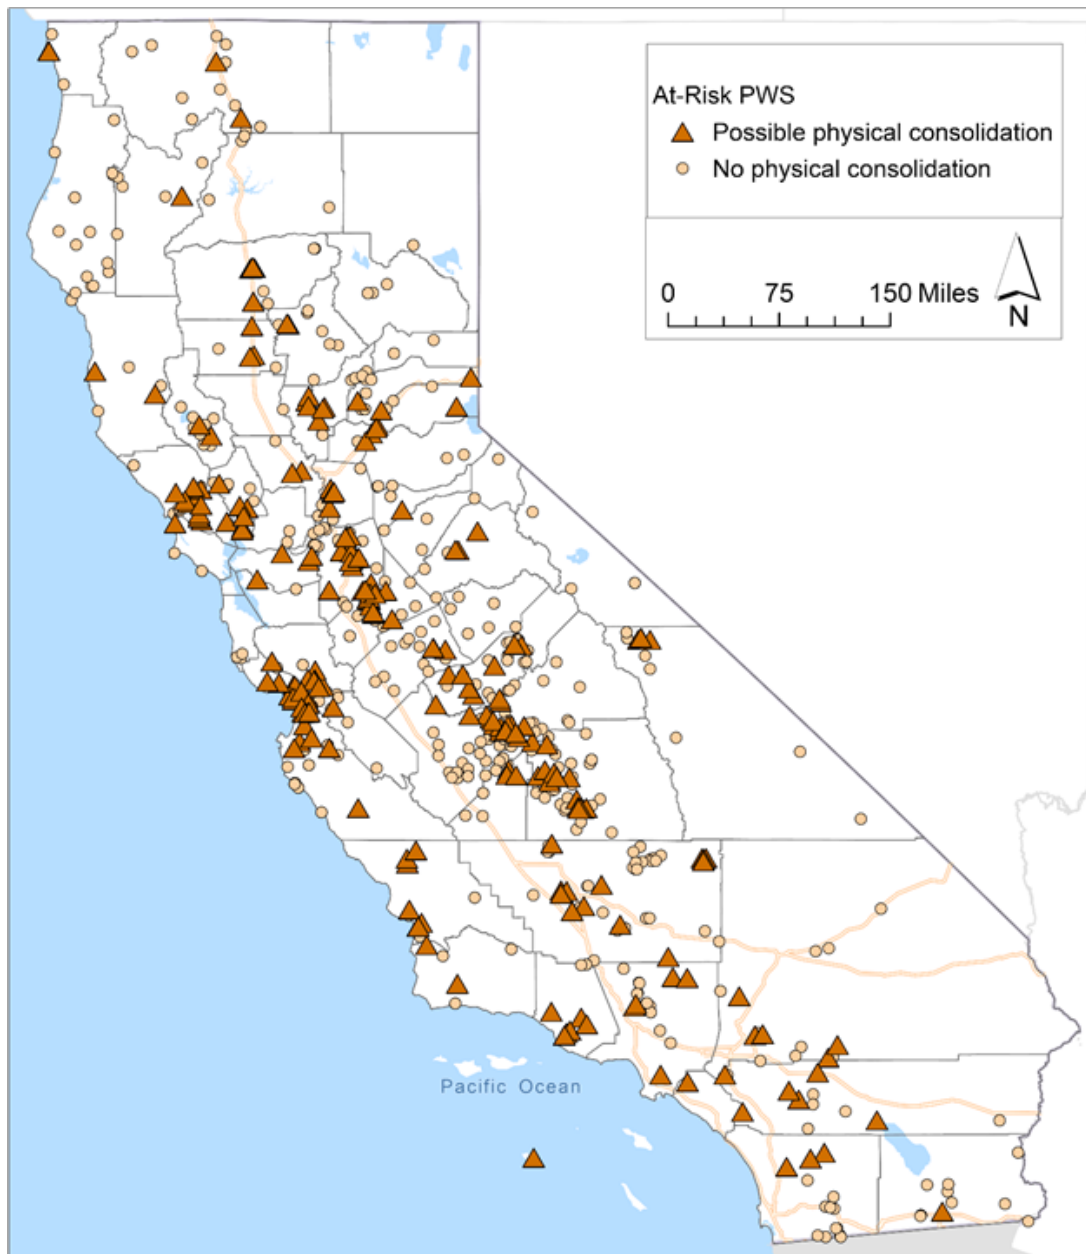 At-Risk PWS
Possible physical consolidation
No physical consolidation
0 75 150 Miles
N
Pacific Ocean